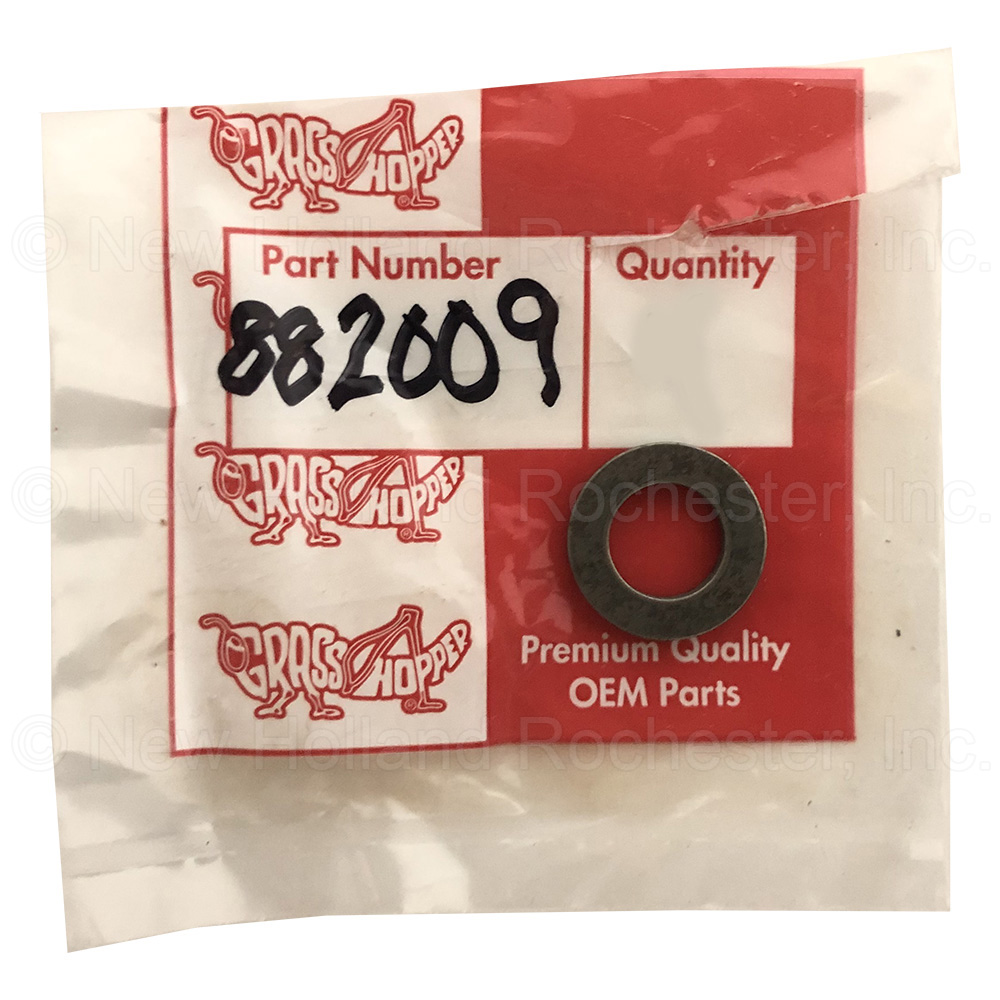 GRASSHOPPER
©
© New Holland Rochester, Inc.
Part Number
Quantity
882009
GRASSHOPPER
©
© New Holland Rochester, Inc.
Premium Quality
OEM Parts
GRASSHOPPER
©
© New Holland Rochester, Inc.